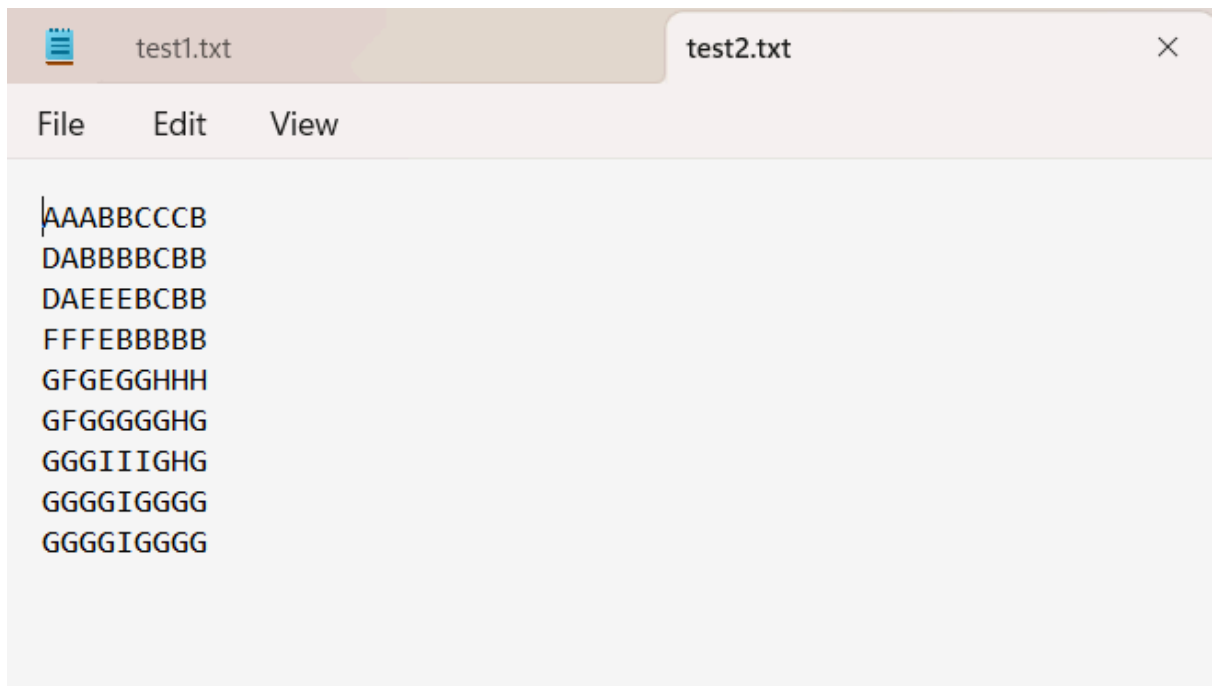 test1.txt
test2.txt
File Edit View
AAABBCCCB
DABBBBCBB
DAEEEBCBB
FFFEBBBBB
GFGEGGHHH
GFGGGGGHG
GGGIIIGHG
GGGGIGGGG
GGGGIGGGG